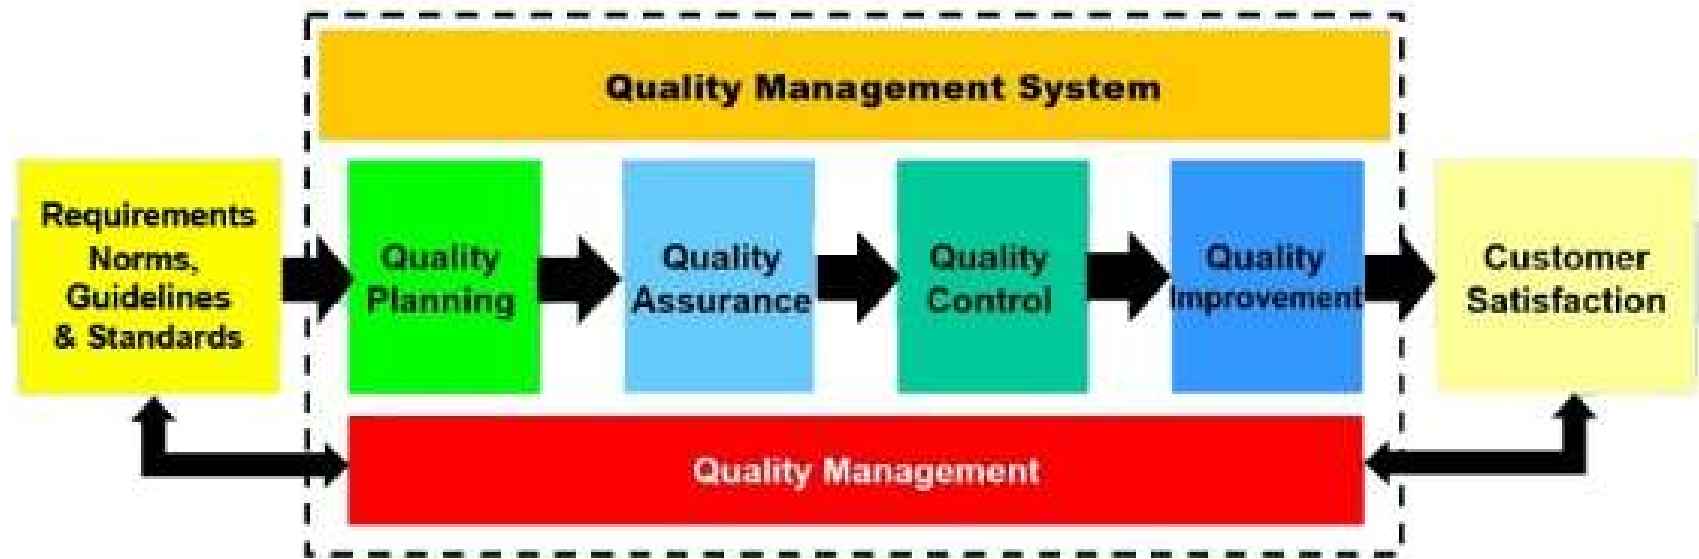 Quality Management System
Requirements
Norms,
Guidelines
& Standards
Quality
Planning
Quality
Assurance
Quality
Control
Quality
Improvement
Customer
Satisfaction
Quality Management